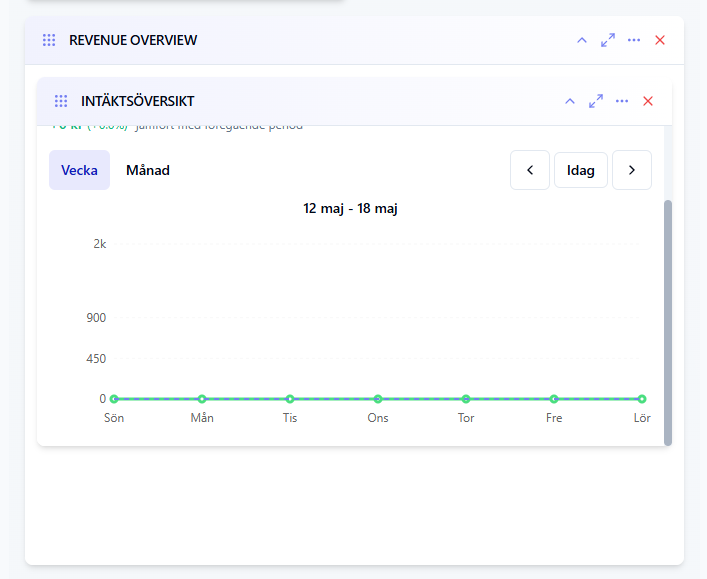 REVENUE OVERVIEW
INTÄKTSÖVERSIKT
+0 kr (+0.0%) Jämfört med föregående period
Vecka Månad Idag
12 maj - 18 maj
2k
900
450
0
Sön Mån Tis Ons Tor Fre Lör